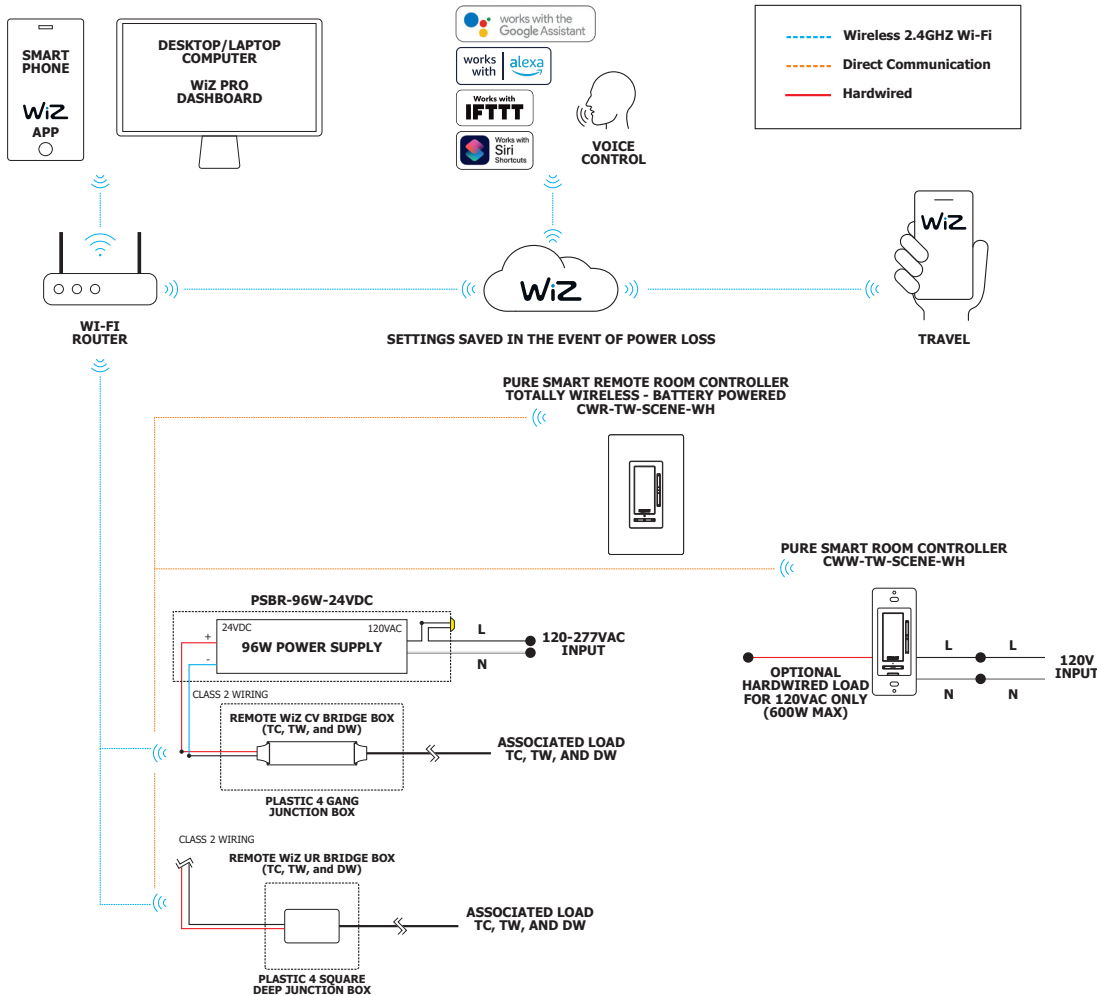 SMART
PHONE
WiZ
APP
DESKTOP/LAPTOP
COMPUTER
WiZ PRO
DASHBOARD
works with the
Google Assistant
works
with
alexa
Works with
IFTTT
Works with
Siri
Shortcuts
VOICE
CONTROL
Wireless 2.4GHZ Wi-Fi
Direct Communication
Hardwired
WI-FI
ROUTER
WiZ
SETTINGS SAVED IN THE EVENT OF POWER LOSS
WiZ
TRAVEL
PURE SMART REMOTE ROOM CONTROLLER
TOTALLY WIRELESS - BATTERY POWERED
CWR-TW-SCENE-WH
PURE SMART ROOM CONTROLLER
CWW-TW-SCENE-WH
PSBR-96W-24VDC
24VDC
120VAC
96W POWER SUPPLY
+
-
L
N
120-277VAC
INPUT
OPTIONAL
HARDWIRED LOAD
FOR 120VAC ONLY
(600W MAX)
L
L
N
N
120V
INPUT
CLASS 2 WIRING
REMOTE WiZ CV BRIDGE BOX
(TC, TW, and DW)
ASSOCIATED LOAD
TC, TW, AND DW
PLASTIC 4 GANG
JUNCTION BOX
CLASS 2 WIRING
REMOTE WiZ UR BRIDGE BOX
(TC, TW, and DW)
ASSOCIATED LOAD
TC, TW, AND DW
PLASTIC 4 SQUARE
DEEP JUNCTION BOX